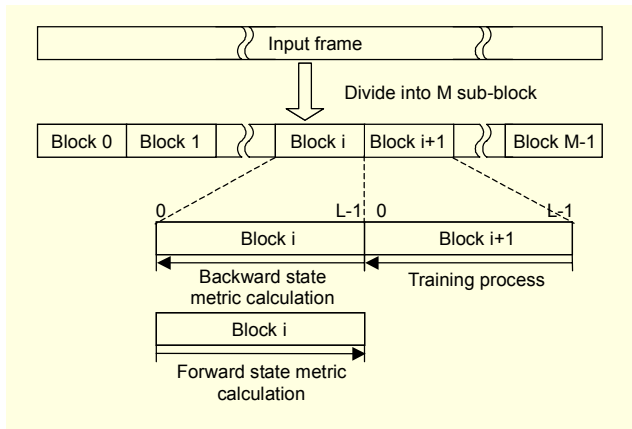 Input frame
Divide into M sub-block
Block 0 Block 1 Block i Block i+1 Block M-1
0 L-1 0 L-1
Block i Block i+1
Backward state
metric calculation
Training process
Block i
Forward state metric
calculation